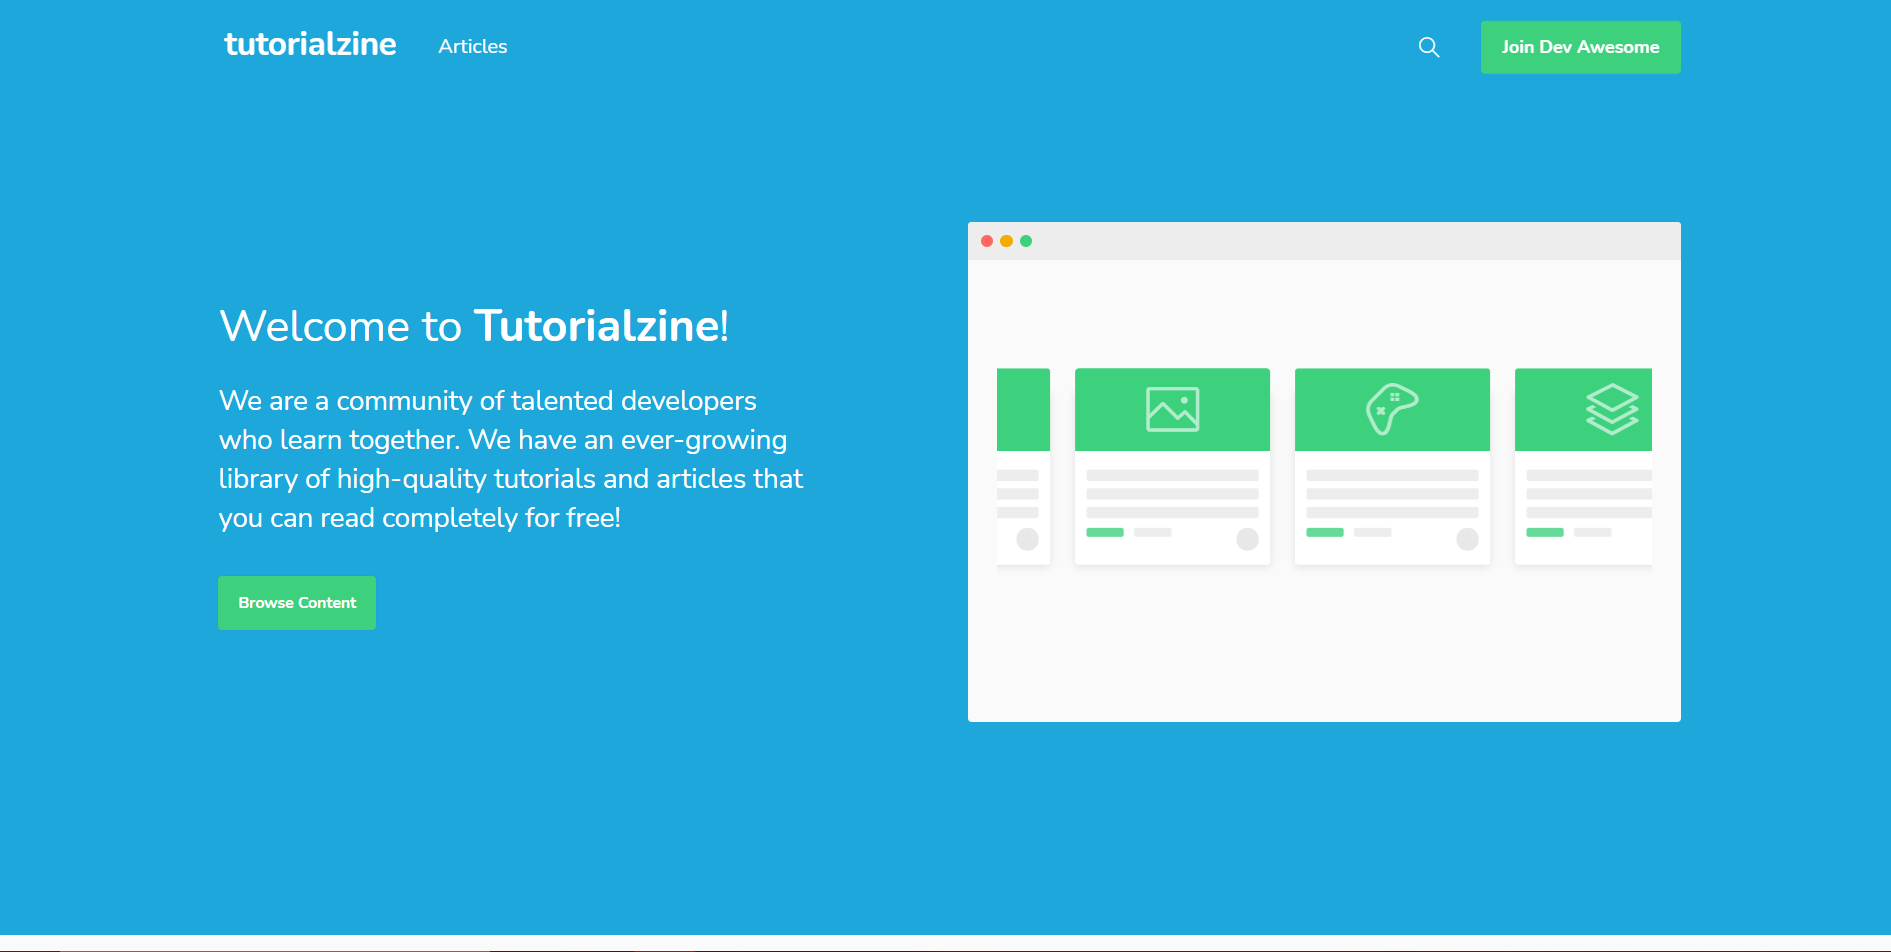 tutorialzine
Articles
Join Dev Awesome
Welcome to Tutorialzine!
We are a community of talented developers
who learn together. We have an ever-growing
library of high-quality tutorials and articles that
you can read completely for free!
Browse Content